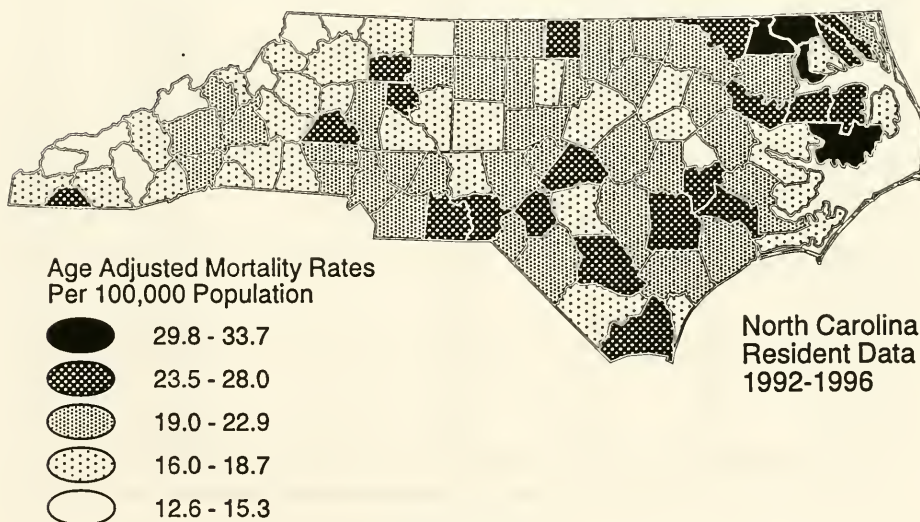 Age Adjusted Mortality Rates
Per 100,000 Population
29.8 - 33.7
23.5 - 28.0
19.0 - 22.9
16.0 - 18.7
12.6 - 15.3
North Carolina
Resident Data
1992-1996